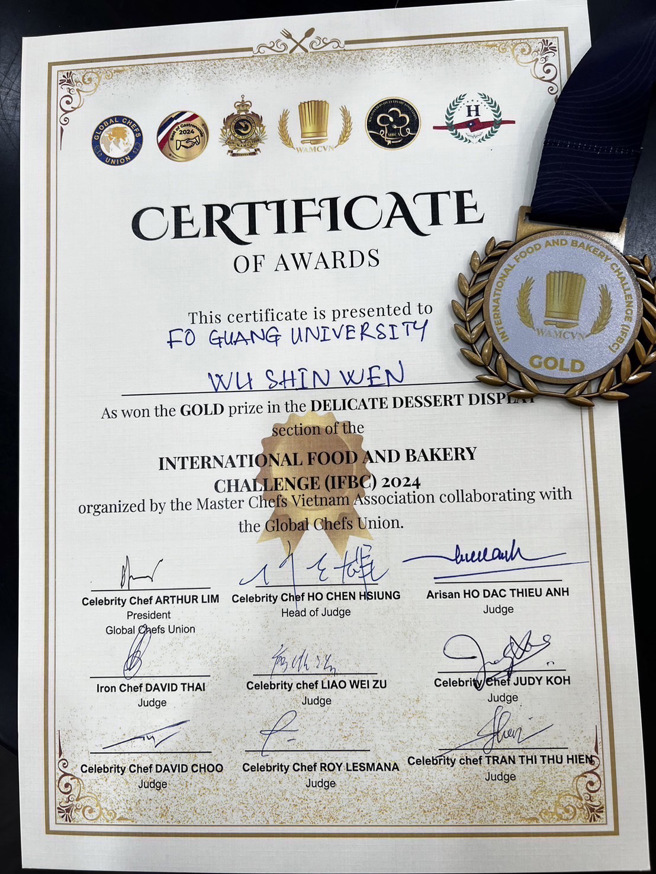 GLOBAL CHEFS
UNION
2024
WAMCVN
H
CERTIFICATE
OF AWARDS
This certificate is presented to
FO GUANG UNIVERSITY
WU SHIN WEN
As won the GOLD prize in the DELICATE DESSERT DISPLAY
section of the
INTERNATIONAL FOOD AND BAKERY
CHALLENGE (IFBC) 2024
organized by the Master Chefs Vietnam Association collaborating with
the Global Chefs Union.
Celebrity Chef ARTHUR LIM
President
Global Chefs Union
Celebrity Chef HO CHEN HSIUNG
Head of Judge
Arisan HO DAC THIEU ANH
Judge
Iron Chef DAVID THAI
Judge
Celebrity chef LIAO WEI ZU
Judge
Celebrity Chef JUDY KOH
Judge
Celebrity Chef DAVID CHOO
Judge
Celebrity Chef ROY LESMANA
Judge
Celebrity chef TRAN THI THU HIEN
Judge
INTERNATIONAL FOOD AND BAKERY CHALLENGE (IFBC)
WAMCVN
GOLD